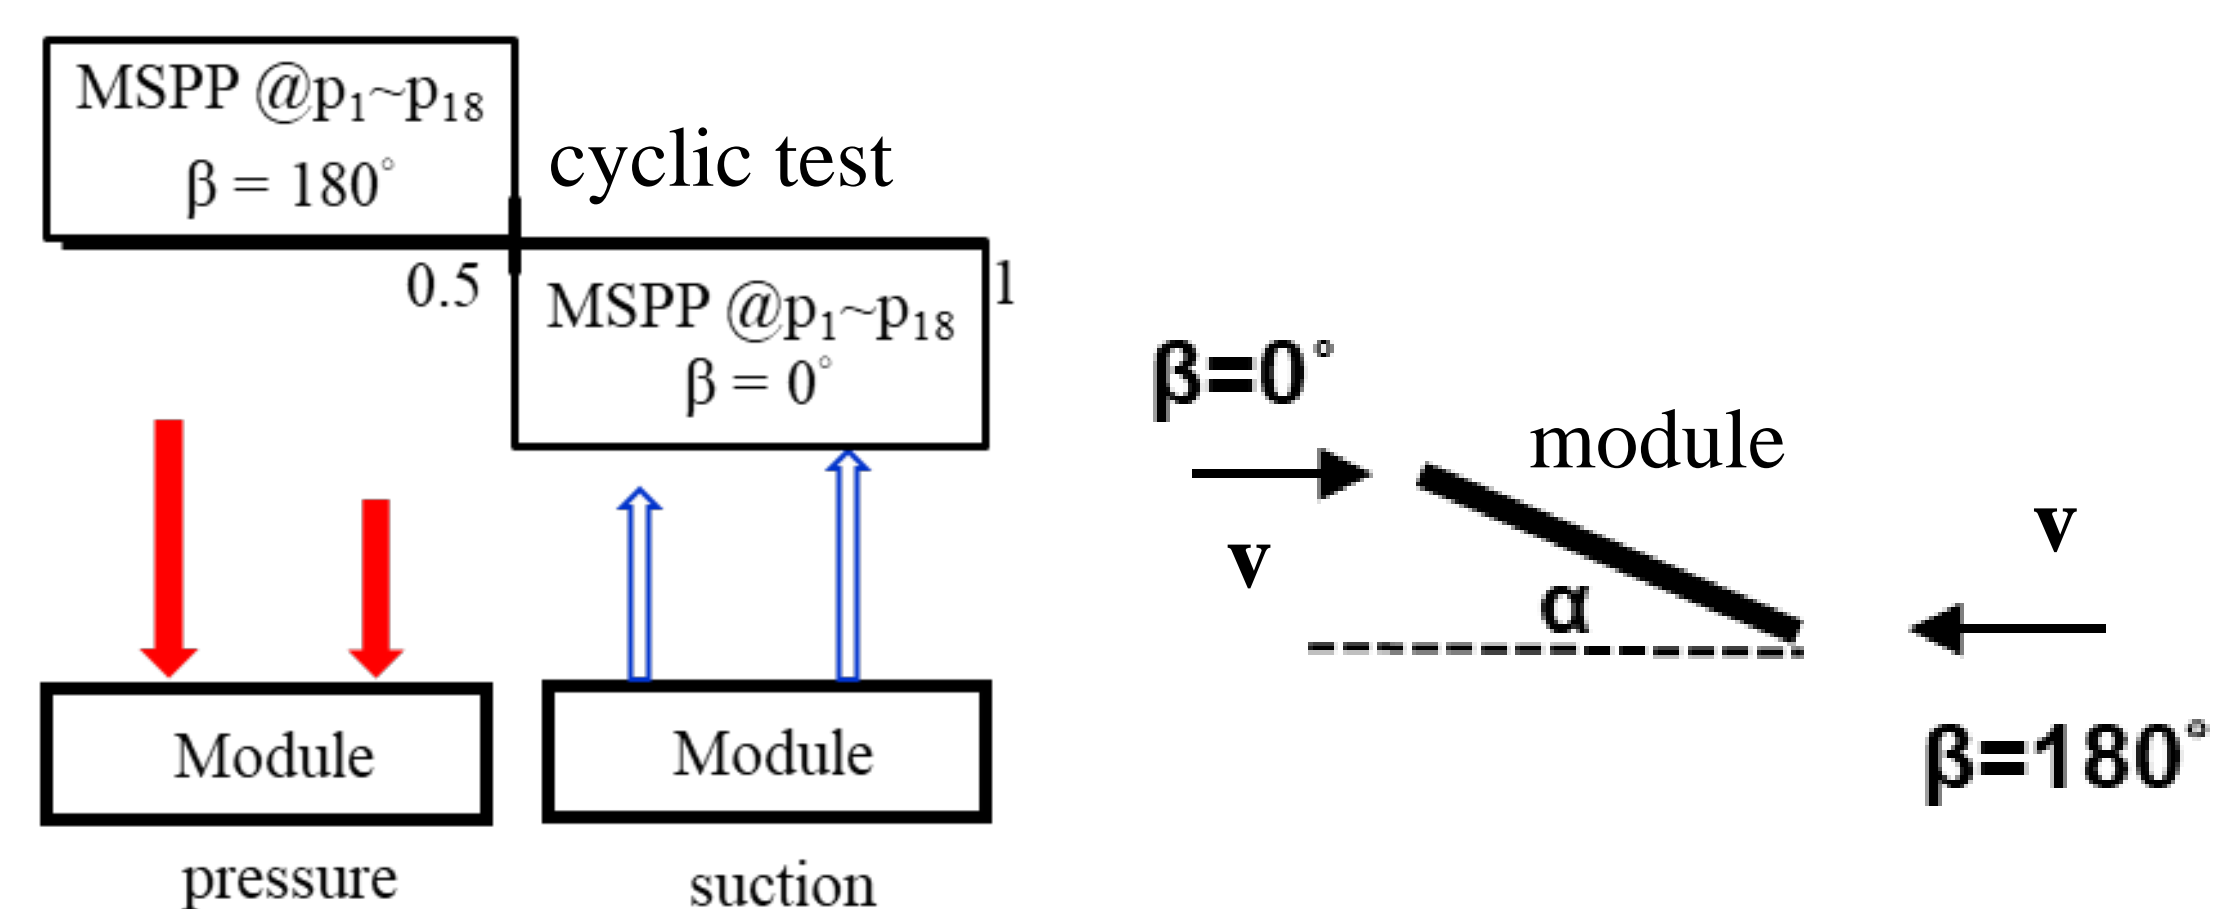 MSPP @p₁~p₁₈
β = 180°
cyclic test
0.5
1
MSPP @p₁~p₁₈
β = 0°
Module
pressure
Module
suction
β=0°
module
v
α
v
β=180°